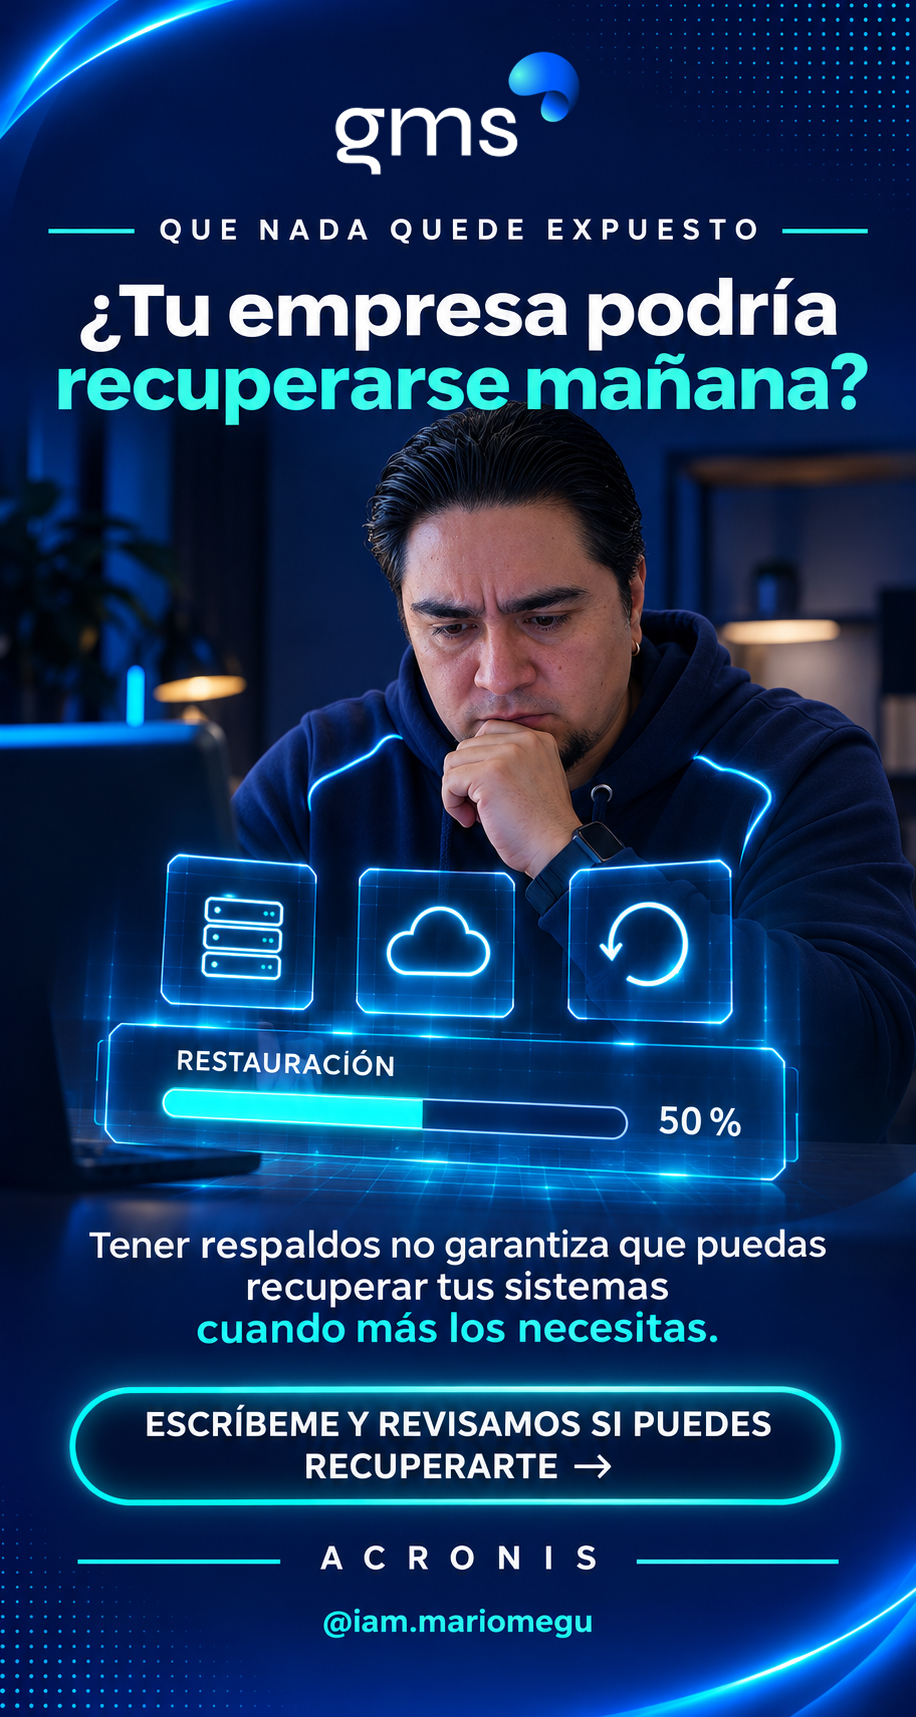 gms
QUE NADA QUEDE EXPUESTO
¿Tu empresa podría
recuperarse mañana?
RESTAURACIÓN
50 %
Tener respaldos no garantiza que puedas
recuperar tus sistemas
cuando más los necesitas.
ESCRÍBEME Y REVISAMOS SI PUEDES
RECUPERARTE →
ACRONIS
@iam.mariomegu